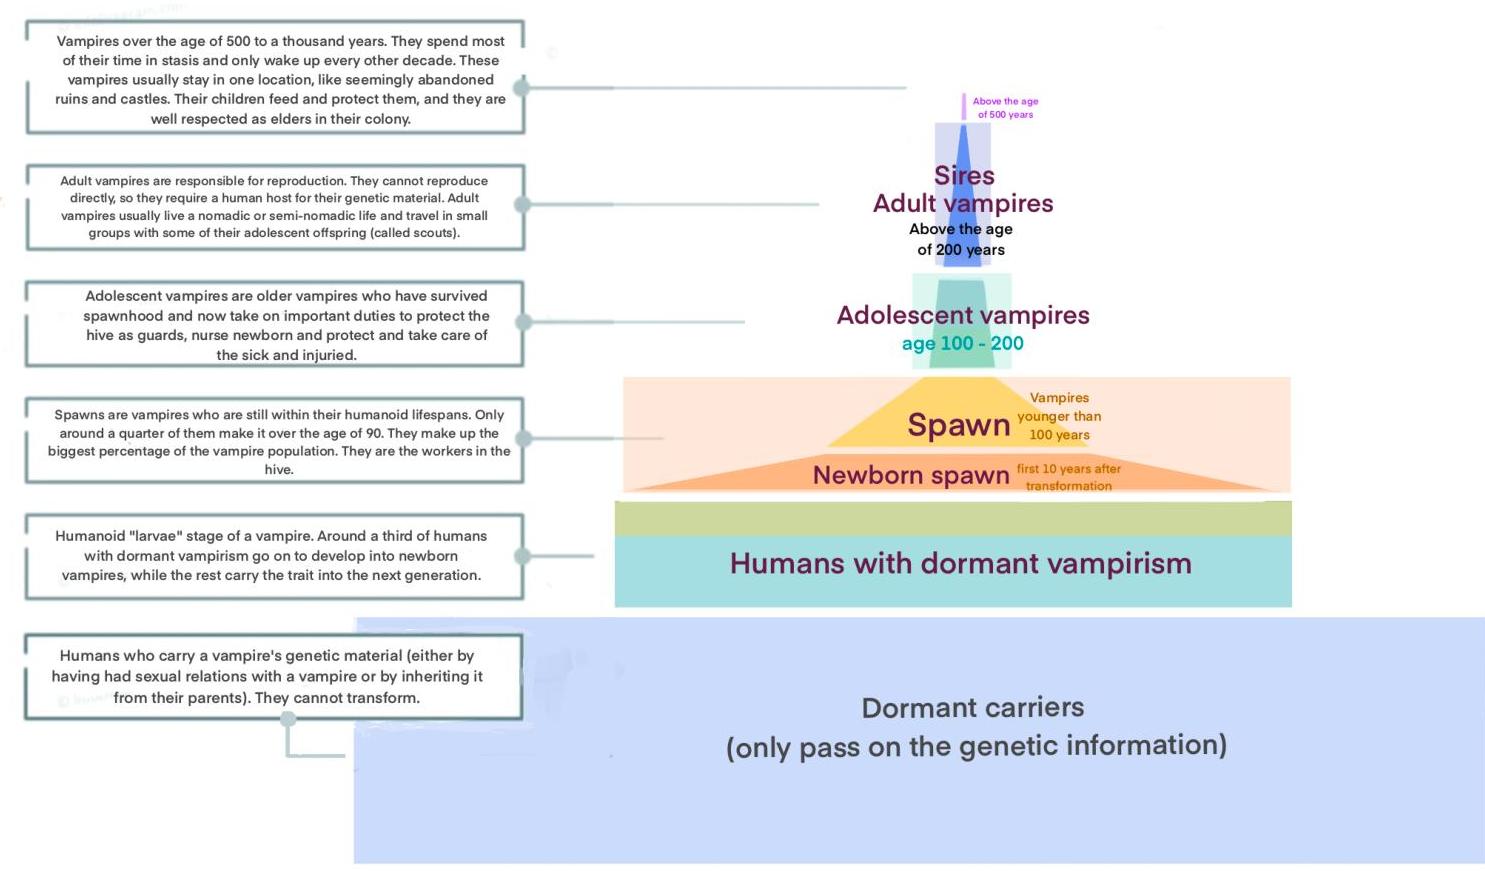 Vampires over the age of 500 to a thousand years. They spend most
of their time in stasis and only wake up every other decade. These
vampires usually stay in one location, like seemingly abandoned
ruins and castles. Their children feed and protect them, and they are
well respected as elders in their colony.
Above the age
of 500 years
Adult vampires are responsible for reproduction. They cannot reproduce
directly, so they require a human host for their genetic material. Adult
vampires usually live a nomadic or semi-nomadic life and travel in small
groups with some of their adolescent offspring (called scouts).
Sires
Adult vampires
Above the age
of 200 years
Adolescent vampires are older vampires who have survived
spawnhood and now take on important duties to protect the
hive as guards, nurse newborn and protect and take care of
the sick and injuried.
Adolescent vampires
age 100 - 200
Spawns are vampires who are still within their humanoid lifespans. Only
around a quarter of them make it over the age of 90. They make up the
biggest percentage of the vampire population. They are the workers in the
hive.
Spawn
Vampires
younger than
100 years
Newborn spawn
first 10 years after
transformation
Humanoid "larvae" stage of a vampire. Around a third of humans
with dormant vampirism go on to develop into newborn
vampires, while the rest carry the trait into the next generation.
Humans with dormant vampirism
Humans who carry a vampire's genetic material (either by
having had sexual relations with a vampire or by inheriting it
from their parents). They cannot transform.
Dormant carriers
(only pass on the genetic information)